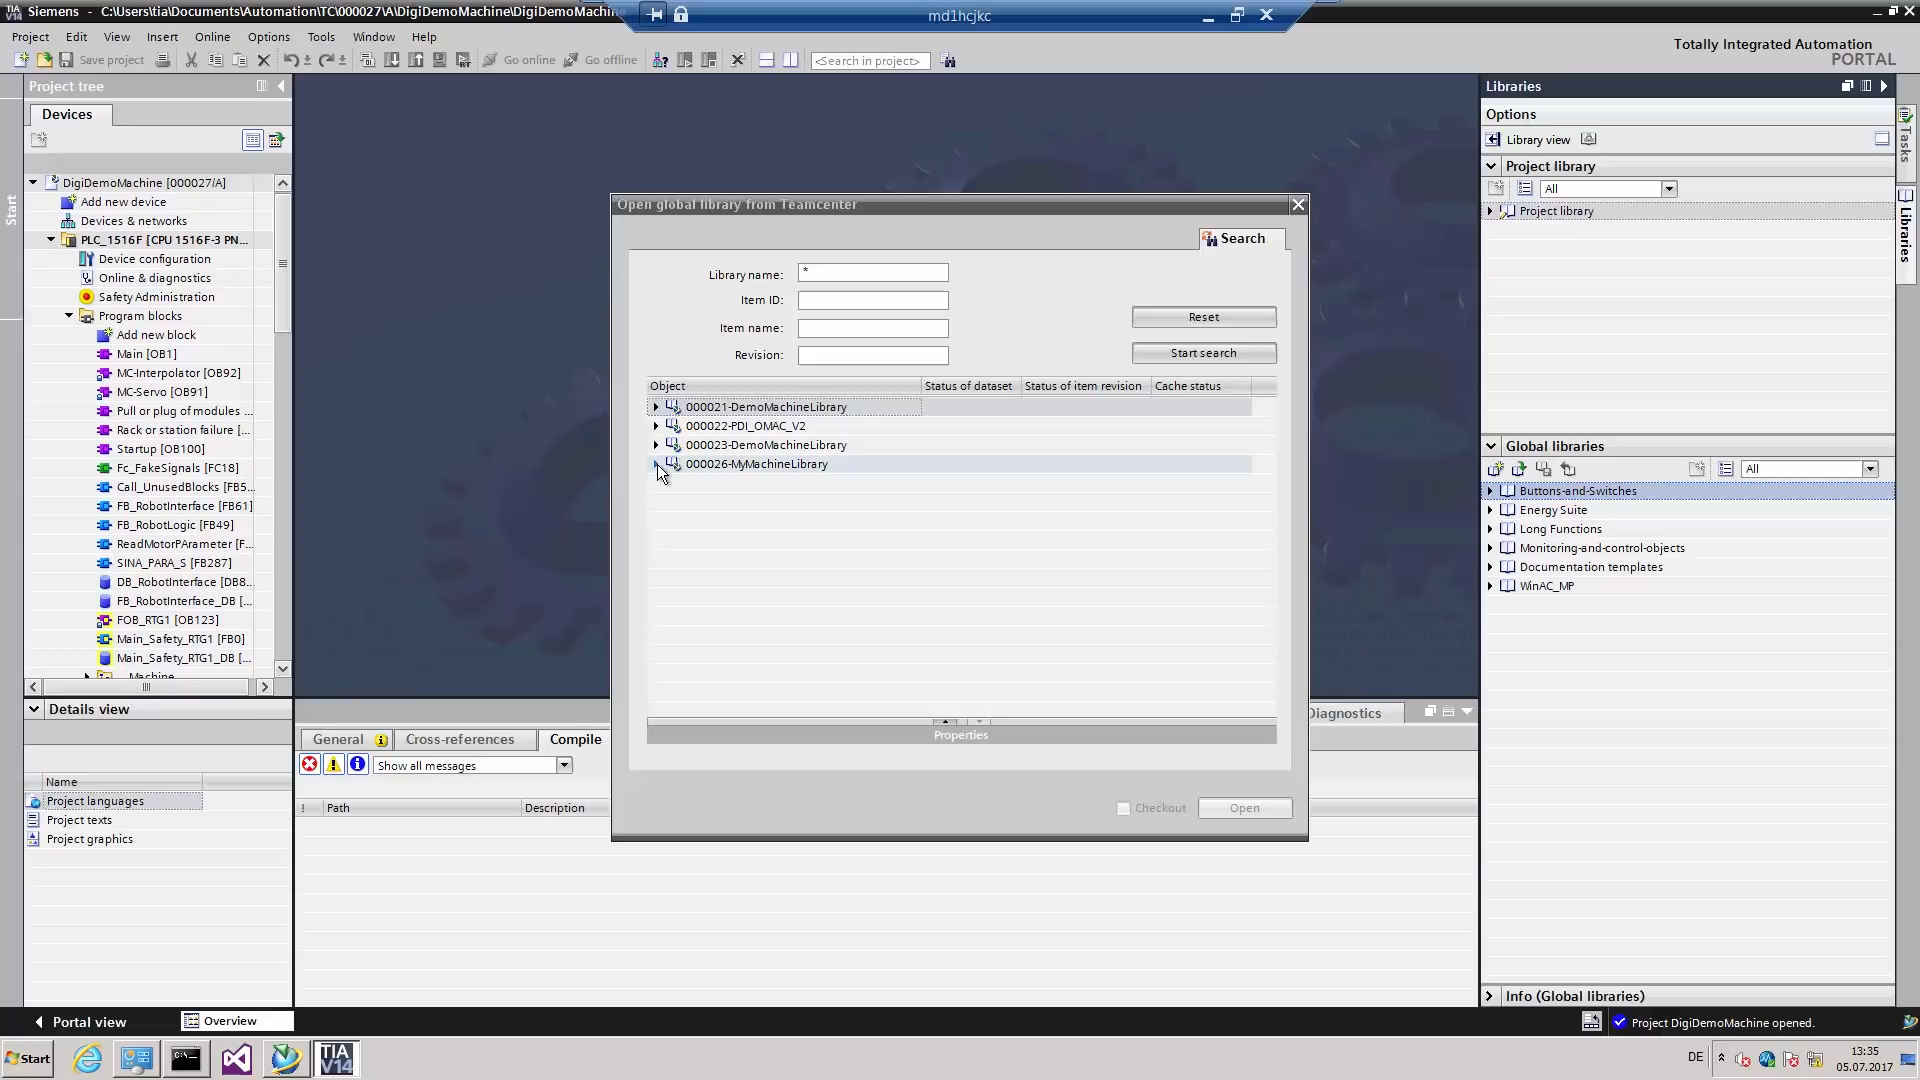 TIA V14
Siemens - C:\Users\tia\Documents\Automation\TC\000027\A\DigiDemoMachine\DigiDemoMachine
md1hcjkc
Project Edit View Insert Online Options Tools Window Help
Totally Integrated Automation
PORTAL
Save project
Go online
Go offline
<Search in project>
Project tree
Devices
Start
DigiDemoMachine [000027/A]
Add new device
Devices & networks
PLC_1516F [CPU 1516F-3 PN...
Device configuration
Online & diagnostics
Safety Administration
Program blocks
Add new block
Main [OB1]
MC-Interpolator [OB92]
MC-Servo [OB91]
Pull or plug of modules ...
Rack or station failure [...
Startup [OB100]
Fc_FakeSignals [FC18]
Call_UnusedBlocks [FB5...
FB_RobotInterface [FB61]
FB_RobotLogic [FB49]
ReadMotorPArameter [F...
SINA_PARA_S [FB287]
DB_RobotInterface [DB8...
FB_RobotInterface_DB [...
FOB_RTG1 [OB123]
Main_Safety_RTG1 [FB0]
Main_Safety_RTG1_DB [...
Machine
Details view
Name
Project languages
Project texts
Project graphics
Open global library from Teamcenter
Search
Library name: *
Item ID:
Item name:
Revision:
Reset
Start search
Object Status of dataset Status of item revision Cache status
000021-DemoMachineLibrary
000022-PDI_OMAC_V2
000023-DemoMachineLibrary
000026-MyMachineLibrary
Properties
Checkout
Open
Diagnostics
General Cross-references Compile
Show all messages
! Path Description
Libraries
Options
Library view
Project library
All
Project library
Global libraries
All
Buttons-and-Switches
Energy Suite
Long Functions
Monitoring-and-control-objects
Documentation templates
WinAC_MP
Info (Global libraries)
Tasks
Libraries
Portal view
Overview
Project DigiDemoMachine opened.
Start
TIA V14
DE
13:35
05.07.2017